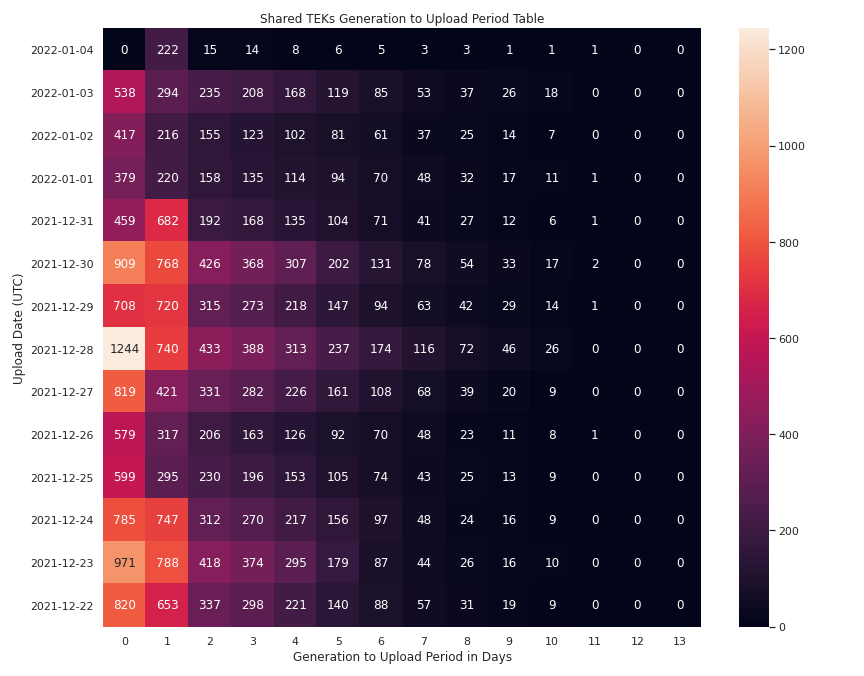 Shared TEKs Generation to Upload Period Table
Upload Date (UTC)
2022-01-04 0 222 15 14 8 6 5 3 3 1 1 1 0 0
2022-01-03 538 294 235 208 168 119 85 53 37 26 18 0 0 0
2022-01-02 417 216 155 123 102 81 61 37 25 14 7 0 0 0
2022-01-01 379 220 158 135 114 94 70 48 32 17 11 1 0 0
2021-12-31 459 682 192 168 135 104 71 41 27 12 6 1 0 0
2021-12-30 909 768 426 368 307 202 131 78 54 33 17 2 0 0
2021-12-29 708 720 315 273 218 147 94 63 42 29 14 1 0 0
2021-12-28 1244 740 433 388 313 237 174 116 72 46 26 0 0 0
2021-12-27 819 421 331 282 226 161 108 68 39 20 9 0 0 0
2021-12-26 579 317 206 163 126 92 70 48 23 11 8 1 0 0
2021-12-25 599 295 230 196 153 105 74 43 25 13 9 0 0 0
2021-12-24 785 747 312 270 217 156 97 48 24 16 9 0 0 0
2021-12-23 971 788 418 374 295 179 87 44 26 16 10 0 0 0
2021-12-22 820 653 337 298 221 140 88 57 31 19 9 0 0 0
0 1 2 3 4 5 6 7 8 9 10 11 12 13
Generation to Upload Period in Days
1200
1000
800
600
400
200
0